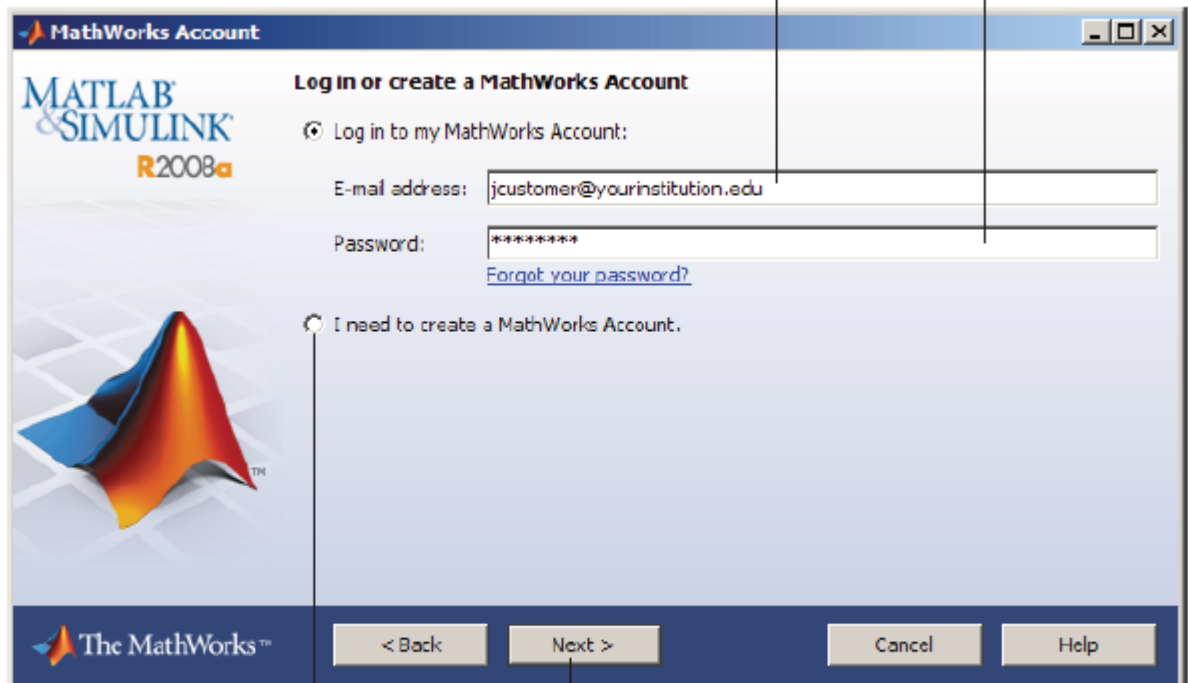 MathWorks Account
MATLAB
&SIMULINK
R2008a
Log in or create a MathWorks Account
Log in to my MathWorks Account:
E-mail address: jcustomer@yourinstitution.edu
Password: ********
Forgot your password?
I need to create a MathWorks Account.
TM
The MathWorks™
< Back
Next >
Cancel
Help